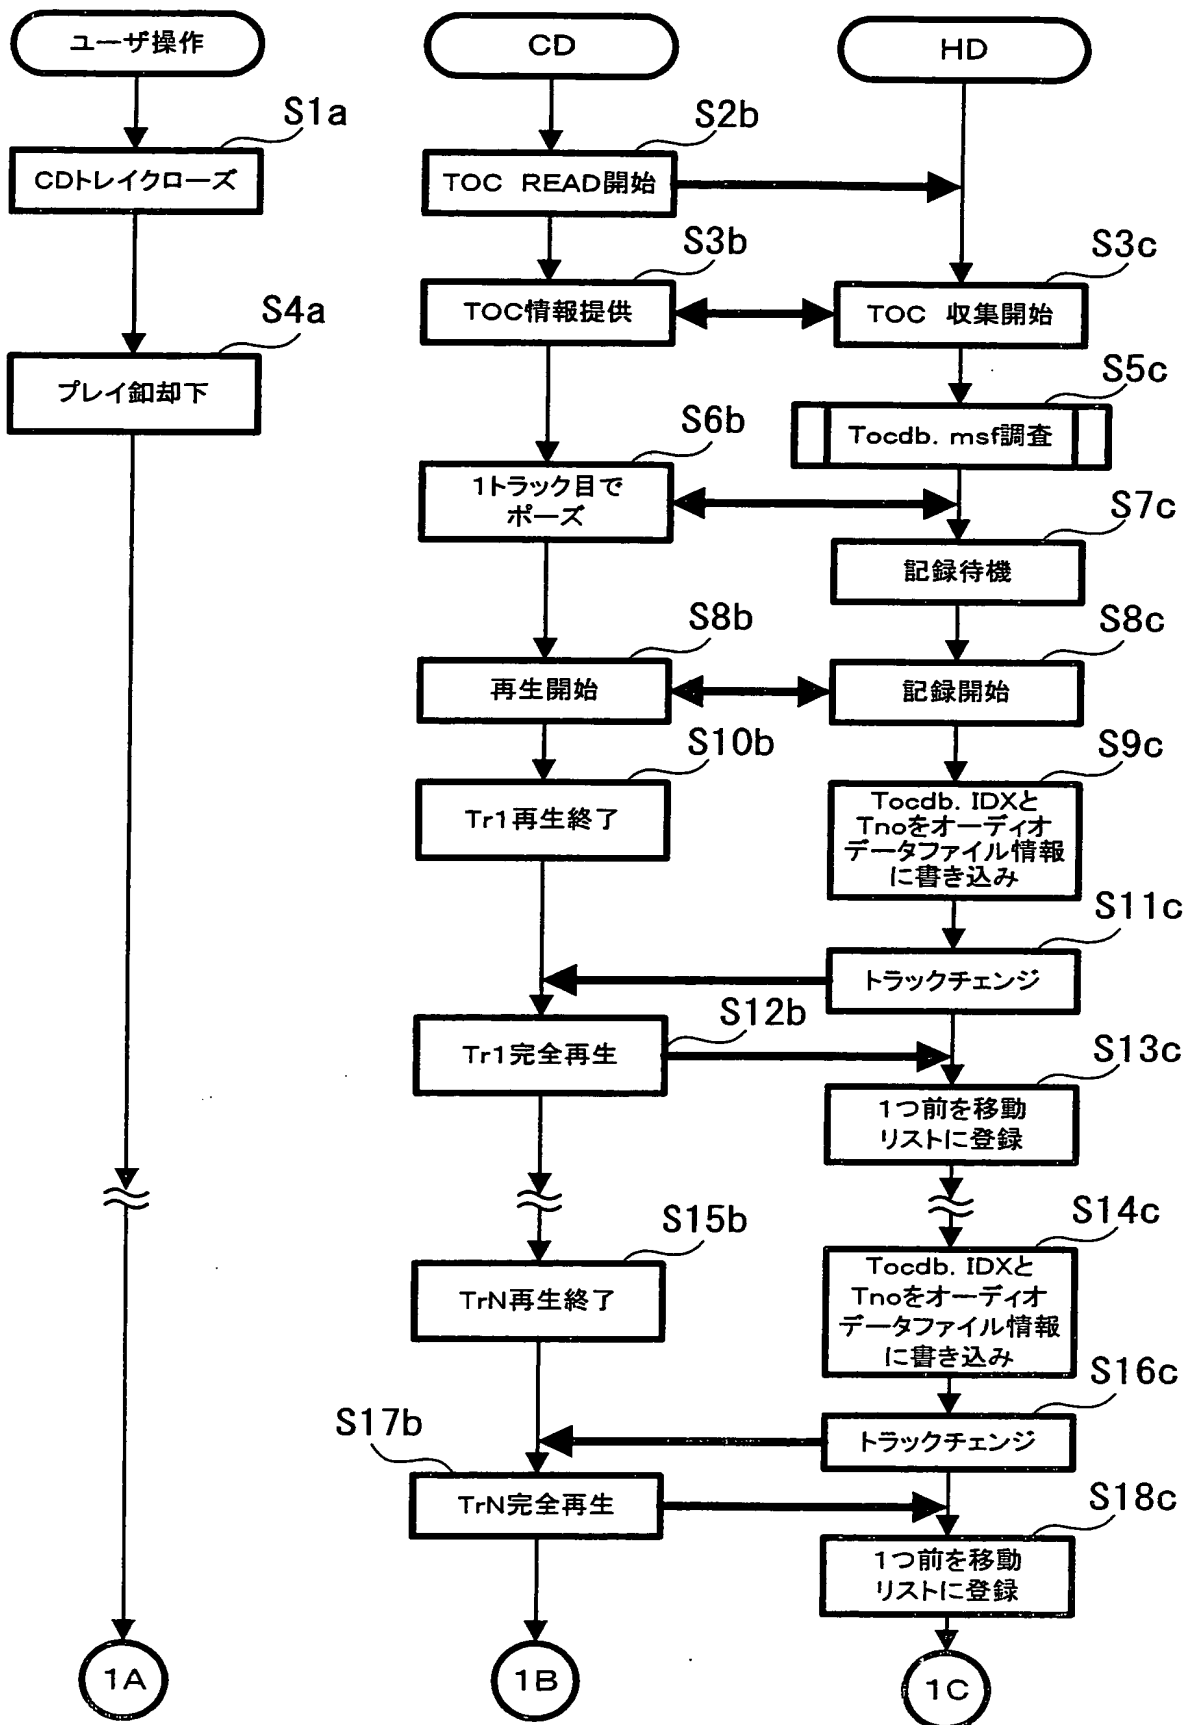 ユーザ操作
CD
HD
S1a
CDトレイクローズ
S2b
TOC READ開始
S3b
TOC情報提供
S3c
TOC 収集開始
S4a
プレイ釦却下
S5c
Tocdb. msf調査
S6b
1トラック目で
ポーズ
S7c
記録待機
S8b
再生開始
S8c
記録開始
S9c
Tocdb. IDXと
Tnoをオーディオ
データファイル情報
に書き込み
S10b
Tr1再生終了
S11c
トラックチェンジ
S12b
Tr1完全再生
S13c
1つ前を移動
リストに登録
S14c
Tocdb. IDXと
Tnoをオーディオ
データファイル情報
に書き込み
S15b
TrN再生終了
S16c
トラックチェンジ
S17b
TrN完全再生
S18c
1つ前を移動
リストに登録
1A
1B
1C